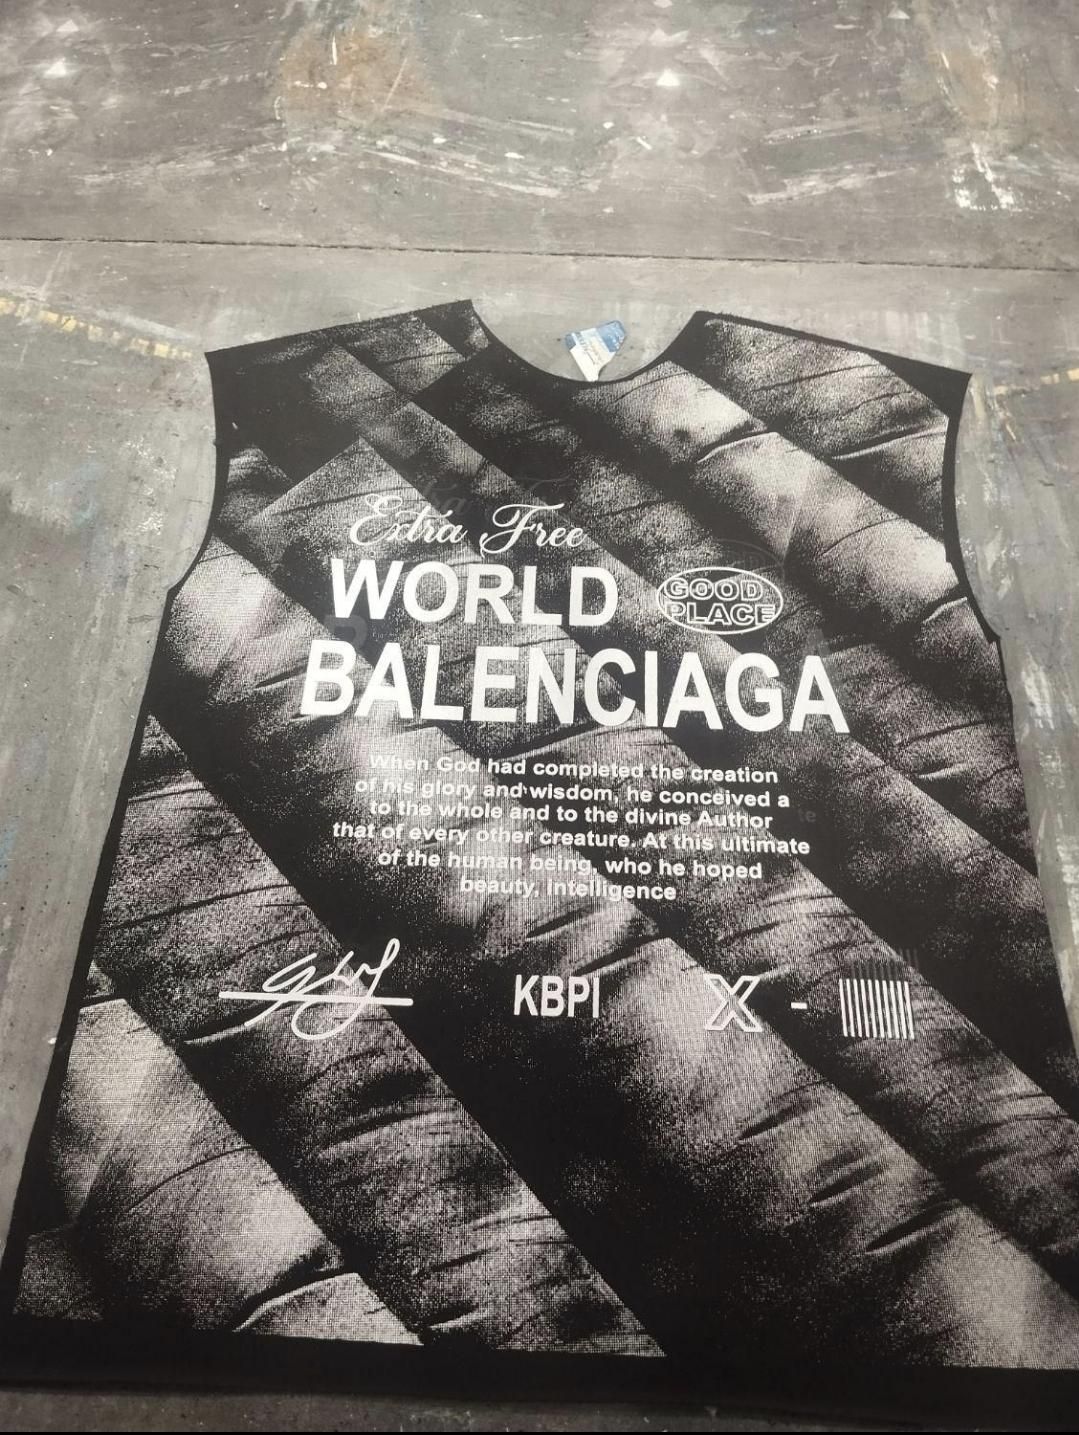 Extra Free
WORLD
GOOD
PLACE
BALENCIAGA
When God had completed the creation
of his glory and wisdom, he conceived a
to the whole and to the divine Author
that of every other creature. At this ultimate
of the human being, who he hoped
beauty, intelligence
KBPI
X -